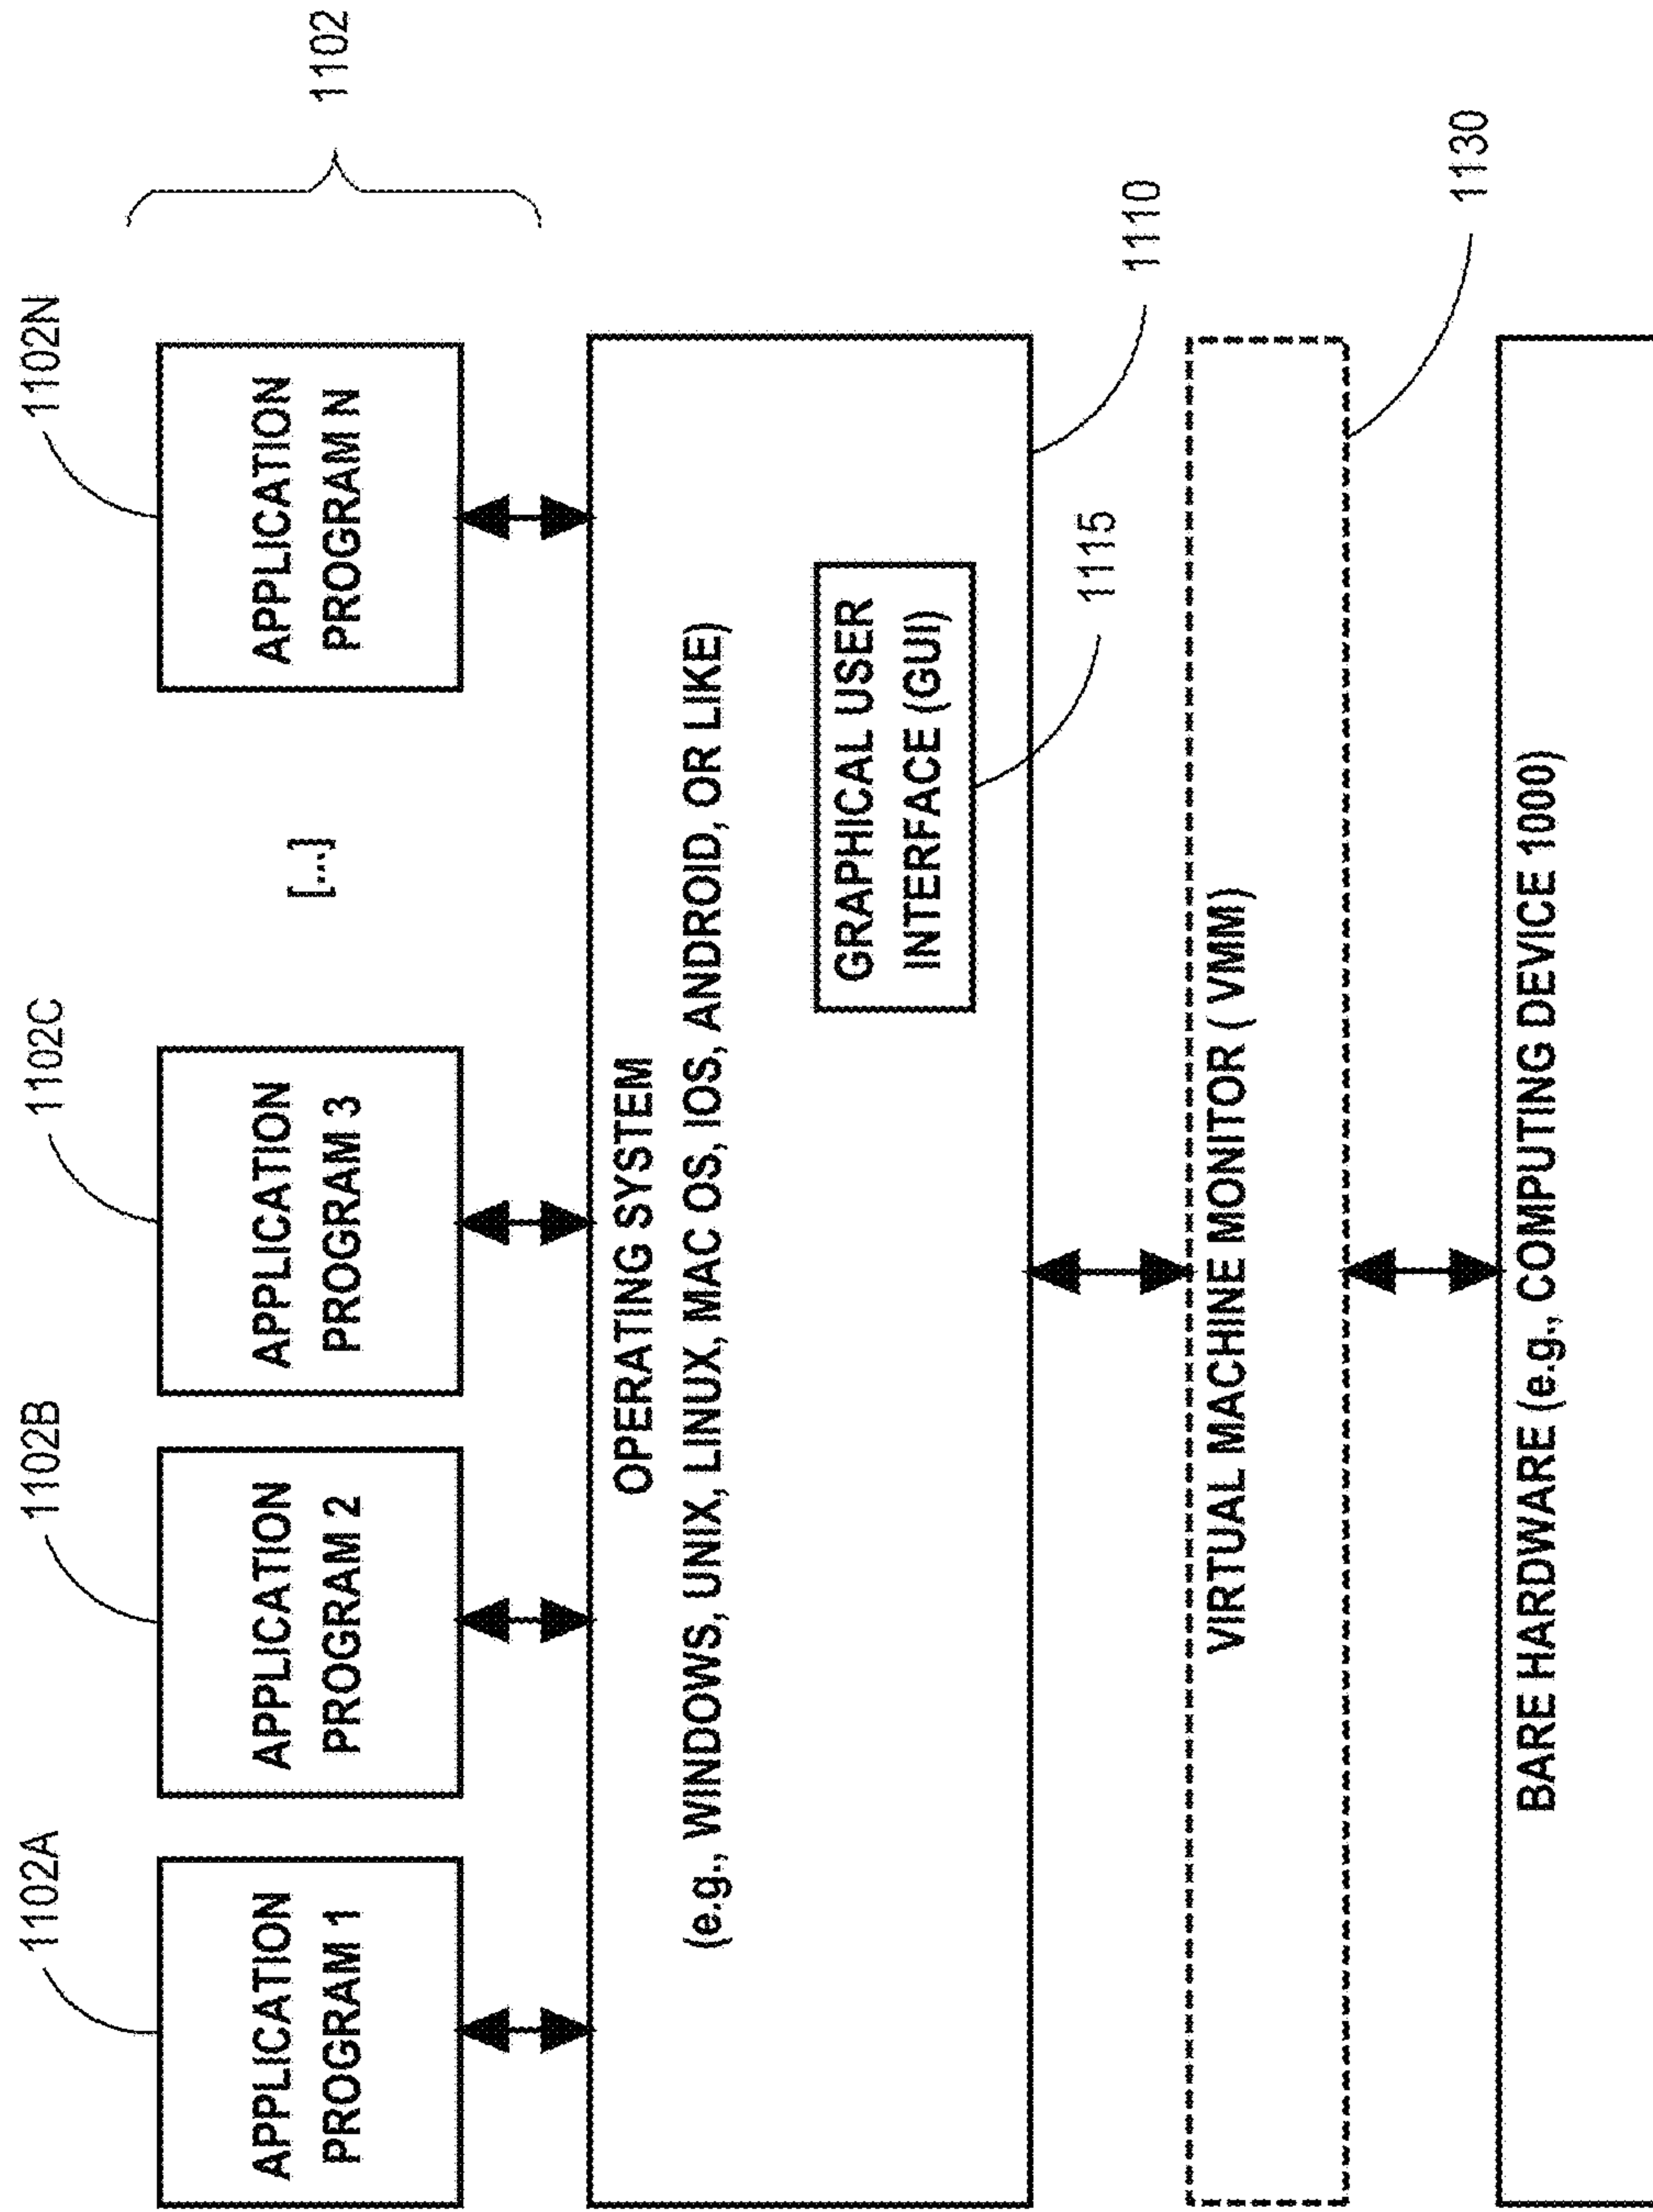 1102A
1102B
1102C
1102N
1102
APPLICATION
PROGRAM 1
APPLICATION
PROGRAM 2
APPLICATION
PROGRAM 3
[...]
APPLICATION
PROGRAM N
OPERATING SYSTEM
(e.g., WINDOWS, UNIX, LINUX, MAC OS, IOS, ANDROID, OR LIKE)
GRAPHICAL USER
INTERFACE (GUI)
1115
1110
VIRTUAL MACHINE MONITOR ( VMM)
1130
BARE HARDWARE (e.g., COMPUTING DEVICE 1000)